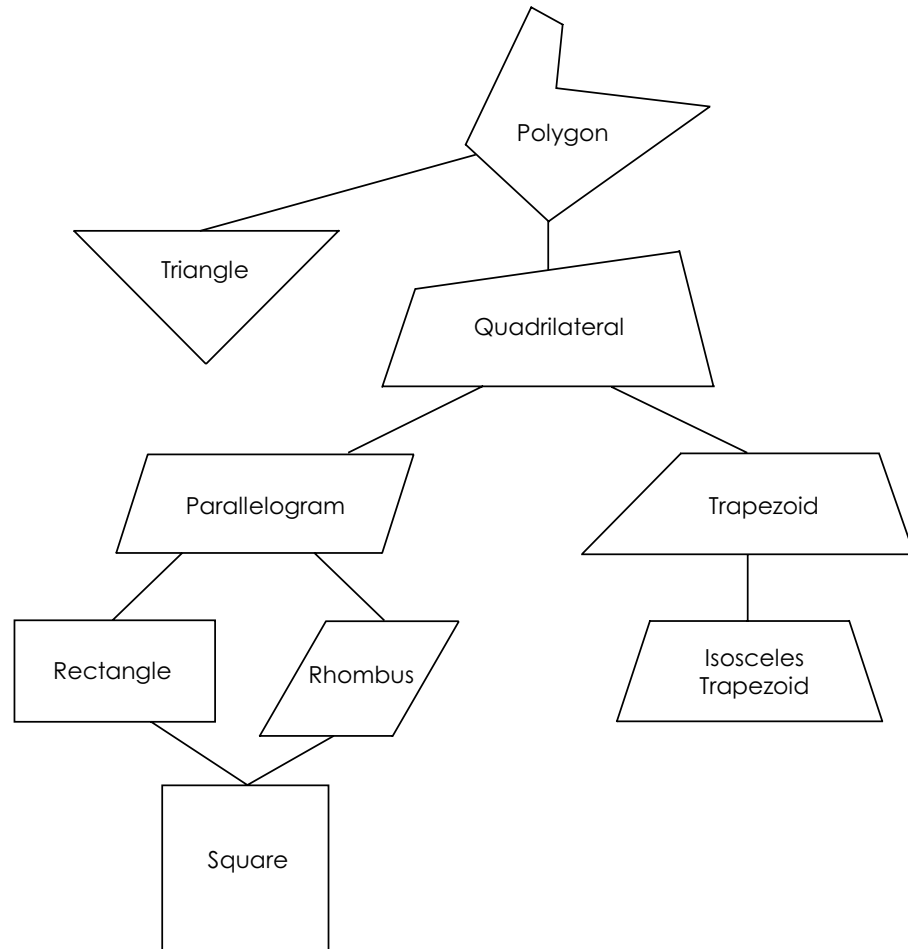 Polygon
Triangle
Quadrilateral
Parallelogram
Trapezoid
Rectangle
Rhombus
Isosceles
Trapezoid
Square